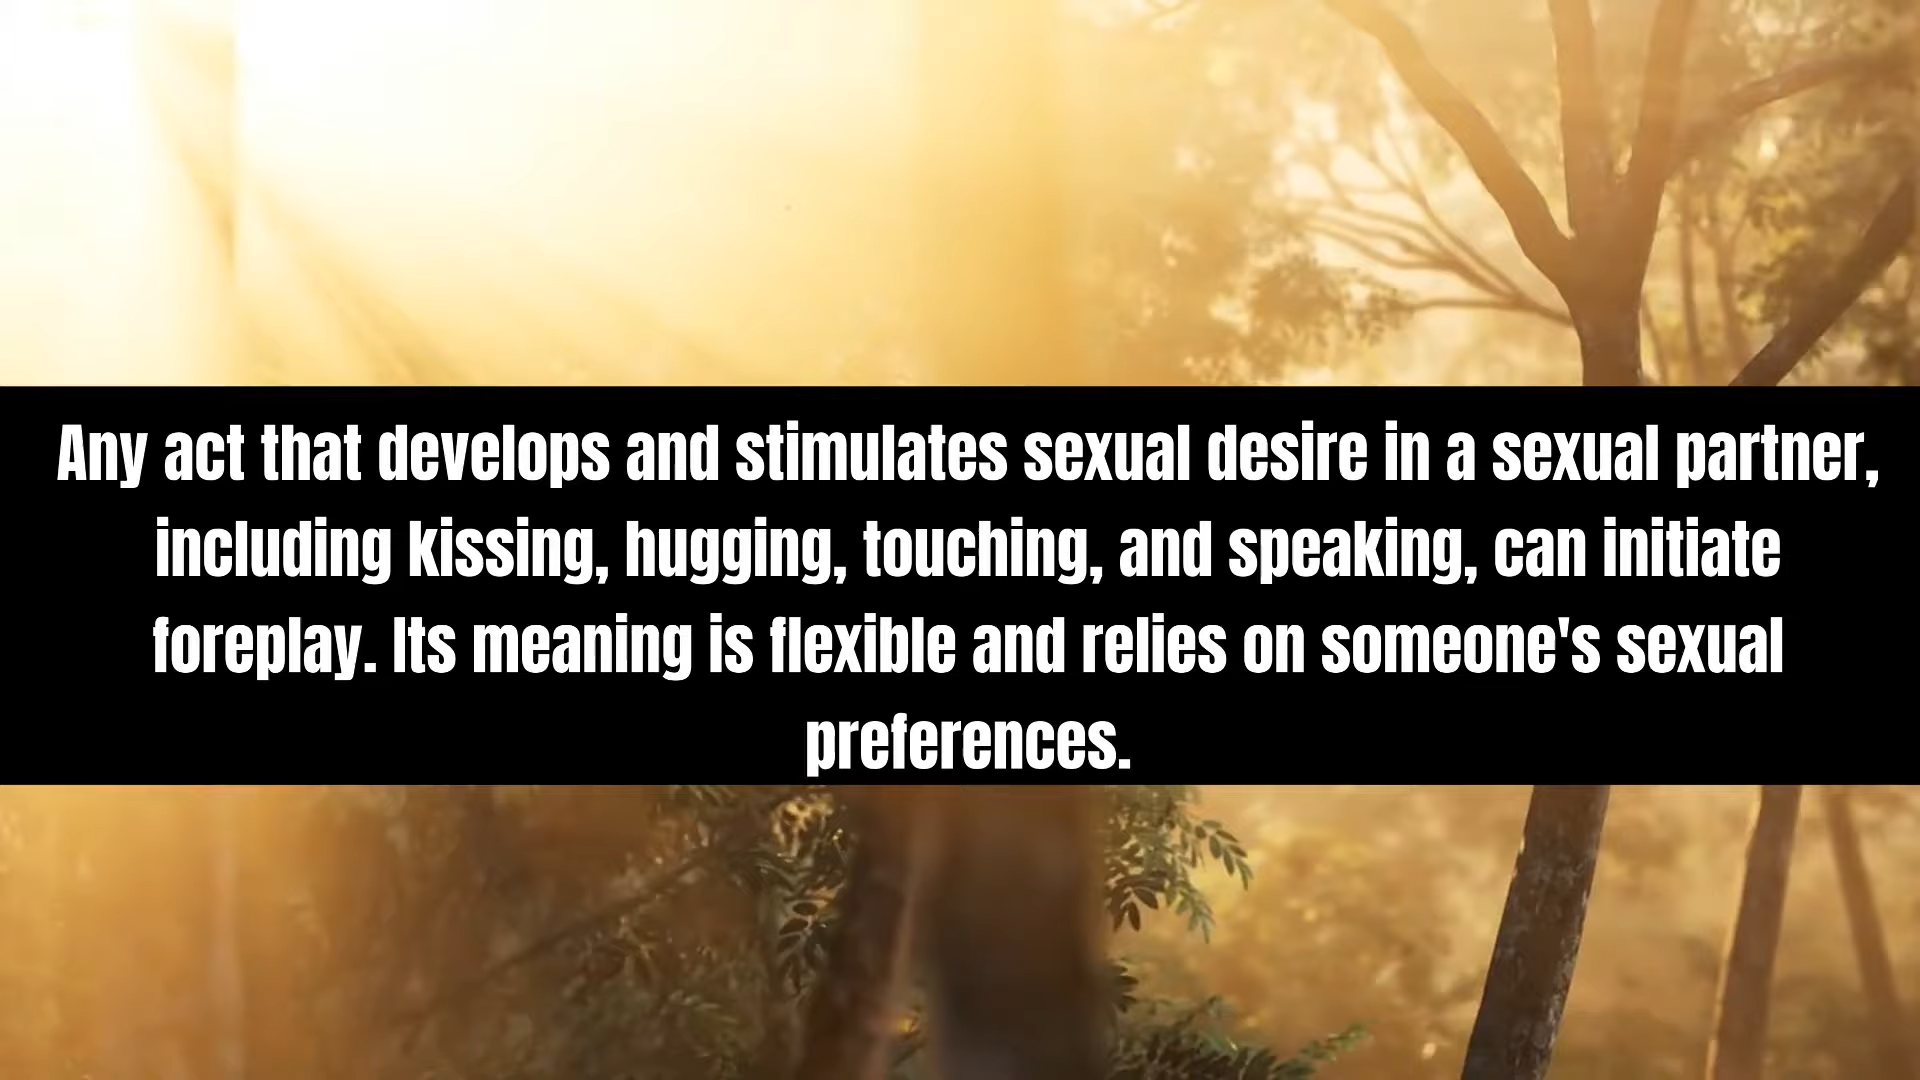 Any act that develops and stimulates sexual desire in a sexual partner,
including kissing, hugging, touching, and speaking, can initiate
foreplay. Its meaning is flexible and relies on someone's sexual
preferences.